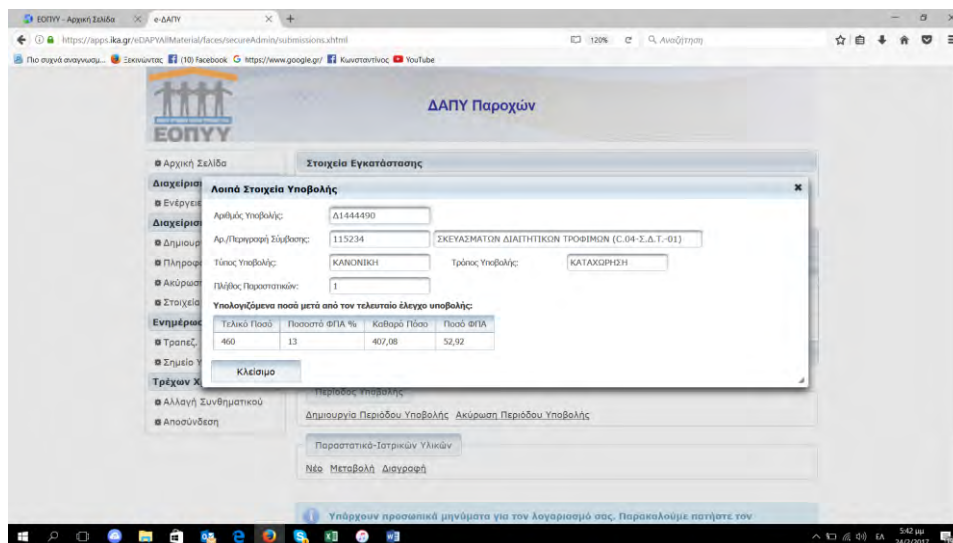 ΕΟΠΥΥ - Αρχική Σελίδα
e-ΔΑΠΥ
https://apps.ika.gr/eDAPYAllMaterial/faces/secureAdmin/submissions.xhtml
120%
Αναζήτηση
Πιο συχνά αναγνωσμ...
Ξεκινώντας
(10) Facebook
https://www.google.gr/
Κωνσταντίνος
YouTube
ΕΟΠΥΥ
ΔΑΠΥ Παροχών
Αρχική Σελίδα
Στοιχεία Εγκατάστασης
Λοιπά Στοιχεία Υποβολής
Αριθμός Υποβολής: Δ1444490
Αρ./Περιγραφή Σύμβασης: 115234 ΣΚΕΥΑΣΜΑΤΩΝ ΔΙΑΙΤΗΤΙΚΩΝ ΤΡΟΦΙΜΩΝ (C.04-Σ.Δ.Τ.-01)
Τύπος Υποβολής: ΚΑΝΟΝΙΚΗ Τρόπος Υποβολής: ΚΑΤΑΧΩΡΗΣΗ
Πλήθος Παραστατικών: 1
Υπολογιζόμενα ποσά μετά από τον τελευταίο έλεγχο υποβολής:
Τελικό Ποσό Ποσοστό ΦΠΑ % Καθαρό Πόσο Ποσό ΦΠΑ
460 13 407,08 52,92
Κλείσιμο
Τρέχων
Αλλαγή Συνθηματικού
Αποσύνδεση
Περίοδος Υποβολής
Δημιουργία Περιόδου Υποβολής Ακύρωση Περιόδου Υποβολής
Παραστατικά-Ιατρικών Υλικών
Νέο Μεταβολή Διαγραφή
Υπάρχουν προσωπικά μηνύματα για τον λογαριασμό σας. Παρακαλούμε πατήστε τον
ΕΛ
5:42 μμ
24/2/2017